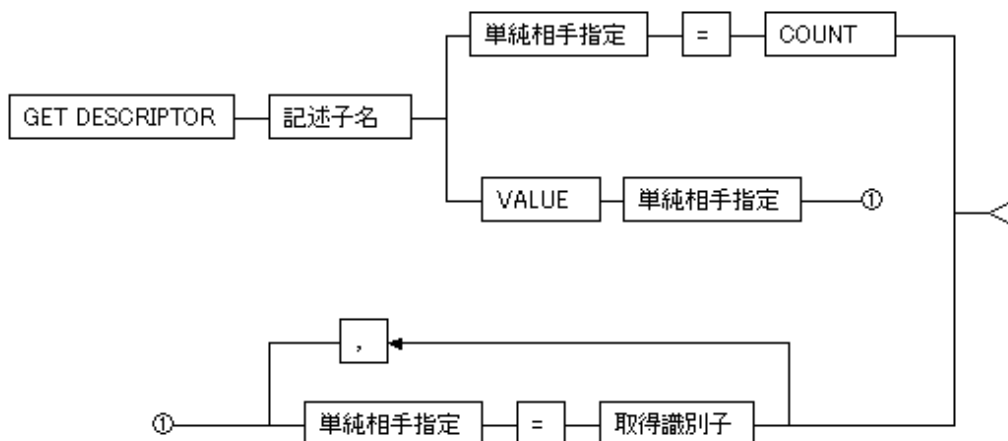 単純相手指定 = COUNT
GET DESCRIPTOR 記述子名
VALUE 単純相手指定 ①
,
① 単純相手指定 = 取得識別子